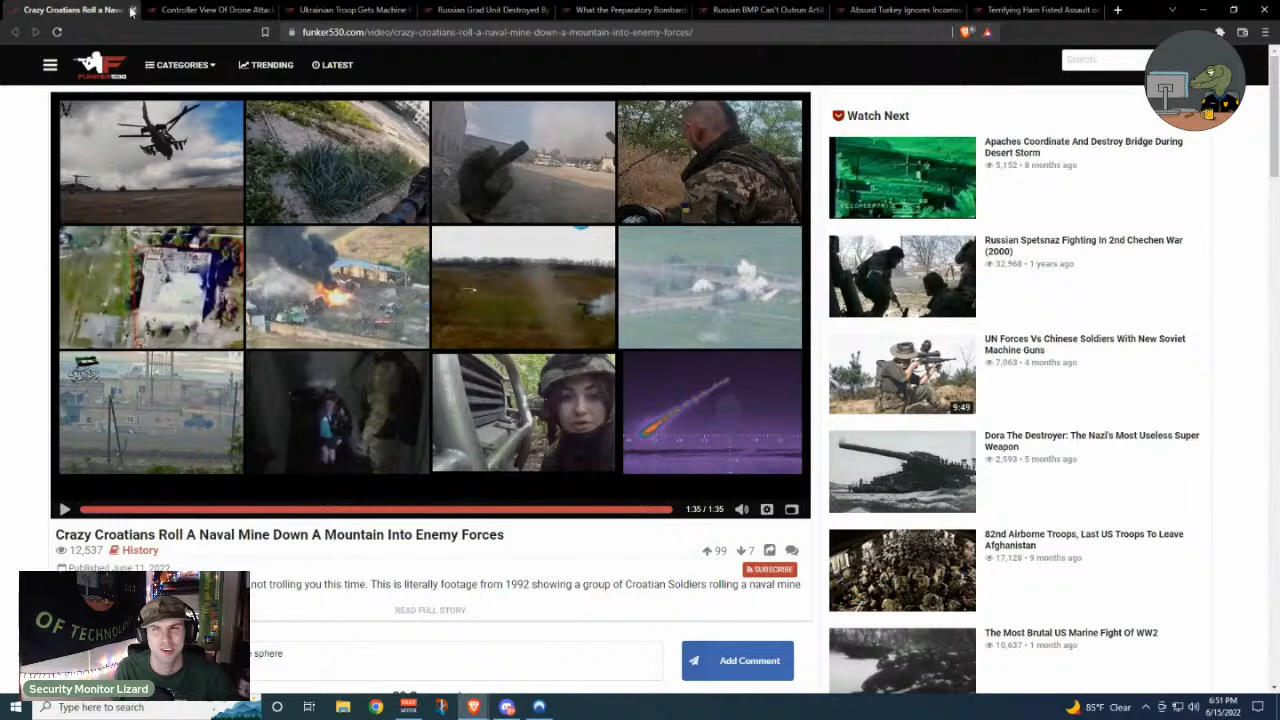 Crazy Croatians Roll a Nava
Controller View Of Drone Attack
Ukrainian Troop Gets Machine
Russian Grad Unit Destroyed By
What the Preparatory Bombard
Russian BMP Can't Outrun Artill
Absurd Turkey Ignores Incomi
Terrifying Ham Fisted Assault o
funker530.com/video/crazy-croatians-roll-a-naval-mine-down-a-mountain-into-enemy-forces/
FUNKER530
CATEGORIES
TRENDING
LATEST
Search
Watch Next
Apaches Coordinate And Destroy Bridge During
Desert Storm
5,152 • 8 months ago
Russian Spetsnaz Fighting In 2nd Chechen War
(2000)
32,968 • 1 years ago
UN Forces Vs Chinese Soldiers With New Soviet
Machine Guns
7,063 • 4 months ago
9:49
Dora The Destroyer: The Nazi's Most Useless Super
Weapon
2,593 • 5 months ago
82nd Airborne Troops, Last US Troops To Leave
Afghanistan
17,128 • 9 months ago
The Most Brutal US Marine Fight Of WW2
10,637 • 1 month ago
1:35 / 1:35
Crazy Croatians Roll A Naval Mine Down A Mountain Into Enemy Forces
12,537 History
99 7
Published June 11, 2022
SUBSCRIBE
not trolling you this time. This is literally footage from 1992 showing a group of Croatian Soldiers rolling a naval mine
READ FULL STORY
e sphere
Add Comment
OF TECHNOLO
Security Monitor Lizard
Type here to search
85°F Clear
6:51 PM
6/15/2022